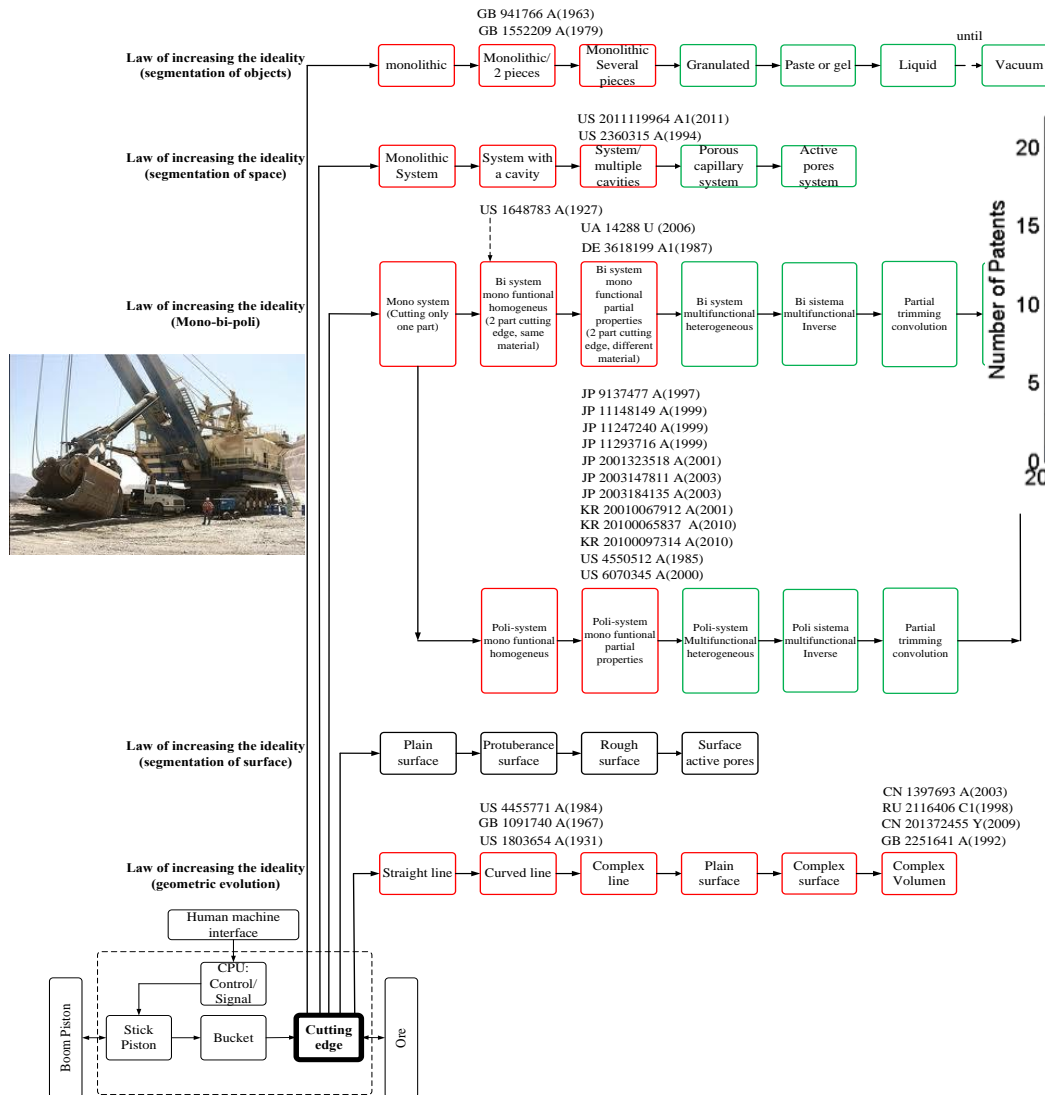 GB 941766 A(1963)
GB 1552209 A(1979)
until
Law of increasing the ideality
(segmentation of objects)
monolithic
Monolithic/
2 pieces
Monolithic
Several
pieces
Granulated
Paste or gel
Liquid
Vacuum
US 2011119964 A1(2011)
US 2360315 A(1994)
Law of increasing the ideality
(segmentation of space)
Monolithic
System
System with
a cavity
System/
multiple
cavities
Porous
capillary
system
Active
pores
system
US 1648783 A(1927)
UA 14288 U (2006)
DE 3618199 A1(1987)
Law of increasing the ideality
(Mono-bi-poli)
Mono system
(Cutting only
one part)
Bi system
mono funtional
homogeneus
(2 part cutting
edge, same
material)
Bi system
mono
functional
partial
properties
(2 part cutting
edge, different
material)
Bi system
multifunctional
heterogeneous
Bi sistema
multifunctional
Inverse
Partial
trimming
convolution
Number of Patents
20
15
10
5
0
20
JP 9137477 A(1997)
JP 11148149 A(1999)
JP 11247240 A(1999)
JP 11293716 A(1999)
JP 2001323518 A(2001)
JP 2003147811 A(2003)
JP 2003184135 A(2003)
KR 20010067912 A(2001)
KR 20100065837 A(2010)
KR 20100097314 A(2010)
US 4550512 A(1985)
US 6070345 A(2000)
Poli-system
mono funtional
homogeneus
Poli-system
mono funtional
partial
properties
Poli-system
Multifunctional
heterogeneous
Poli sistema
multifunctional
Inverse
Partial
trimming
convolution
Law of increasing the ideality
(segmentation of surface)
Plain
surface
Protuberance
surface
Rough
surface
Surface
active pores
US 4455771 A(1984)
GB 1091740 A(1967)
US 1803654 A(1931)
CN 1397693 A(2003)
RU 2116406 C1(1998)
CN 201372455 Y(2009)
GB 2251641 A(1992)
Law of increasing the ideality
(geometric evolution)
Straight line
Curved line
Complex
line
Plain
surface
Complex
surface
Complex
Volumen
Human machine
interface
CPU:
Control/
Signal
Boom Piston
Stick
Piston
Bucket
Cutting
edge
Ore